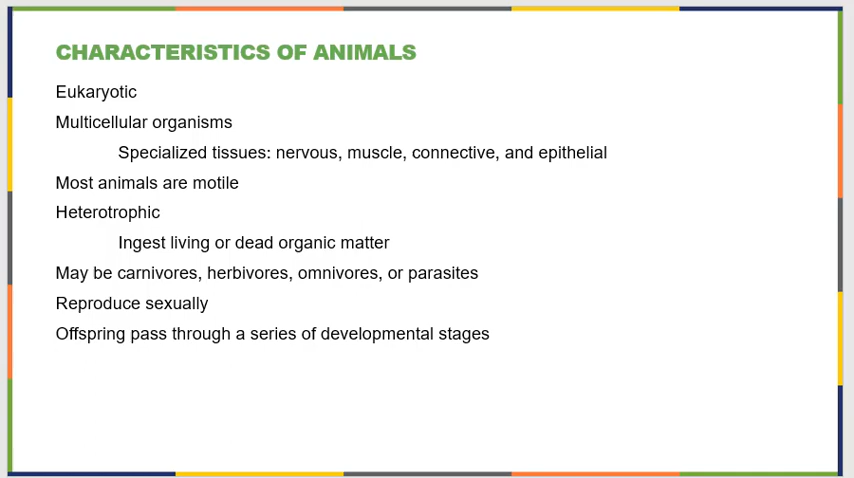 CHARACTERISTICS OF ANIMALS
Eukaryotic
Multicellular organisms
Specialized tissues: nervous, muscle, connective, and epithelial
Most animals are motile
Heterotrophic
Ingest living or dead organic matter
May be carnivores, herbivores, omnivores, or parasites
Reproduce sexually
Offspring pass through a series of developmental stages